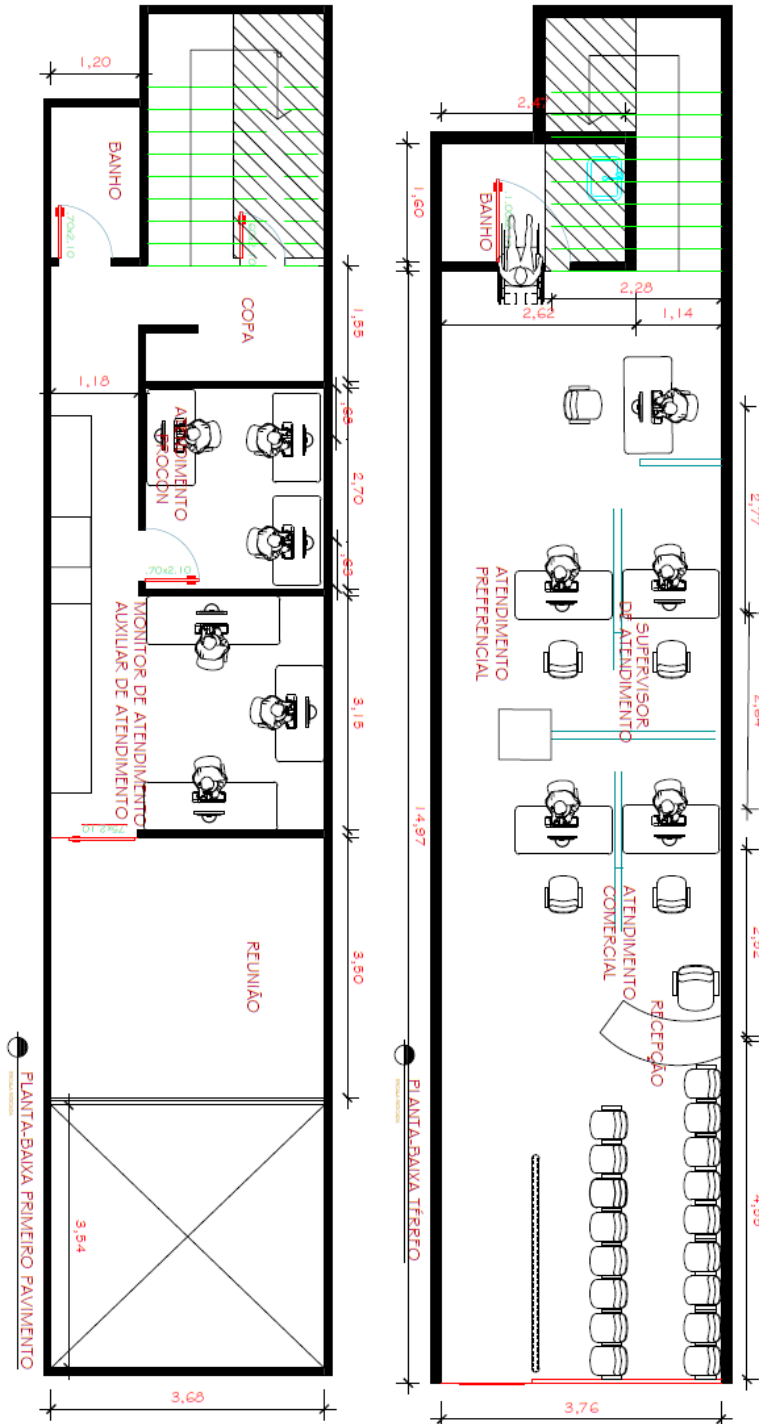 1,20
BANHO
.70x2.10
COPA
1,55
1,18
ATENDIMENTO
PROCON
.70x2.10
2,70
MONITOR DE ATENDIMENTO
AUXILIAR DE ATENDIMENTO
.75x2.10
3,15
REUNIÃO
3,50
3,54
3,68
PLANTA-BAIXA PRIMEIRO PAVIMENTO
2,47
1,60
BANHO
2,28
2,62
1,14
2,77
ATENDIMENTO
PREFERENCIAL
SUPERVISOR
DE ATENDIMENTO
14,97
ATENDIMENTO
COMERCIAL
RECEPÇÃO
3,76
PLANTA-BAIXA TÉRREO